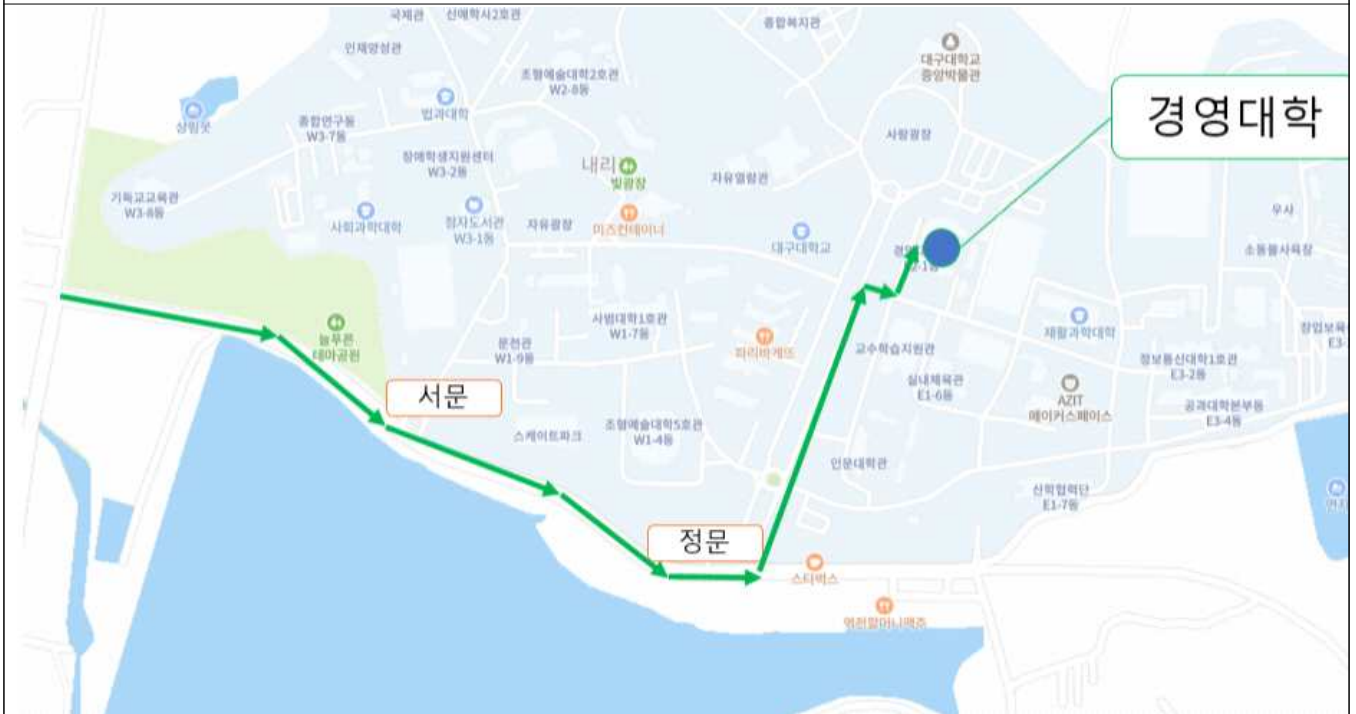 국제관
선애학사2호관
종합복지관
인재양성관
대구대학교
중앙박물관
조형예술대학2호관
W2-8동
경영대학
법과대학
삼밈못
종합연구동
W3-7동
사랑광장
장애학생지원센터
W3-2동
내리
빛광장
자유열람관
기독교교육관
W3-8동
우사
점자도서관
W3-1동
사회과학대학
자유광장
미즈컨테이너
대구대학교
소동물사육장
사범대학1호관
W1-7동
늘푸른
테마공원
재활과학대학
문천관
W1-9동
파리바게뜨
교수학습지원관
정보통신대학1호관
E3-2동
실내체육관
E1-6동
서문
AZIT
메이커스페이스
공과대학본부동
E3-4동
스케이트파크
조형예술대학5호관
W1-4동
인문대학관
산학협력단
E1-7동
정문
스타벅스
역전할머니맥주